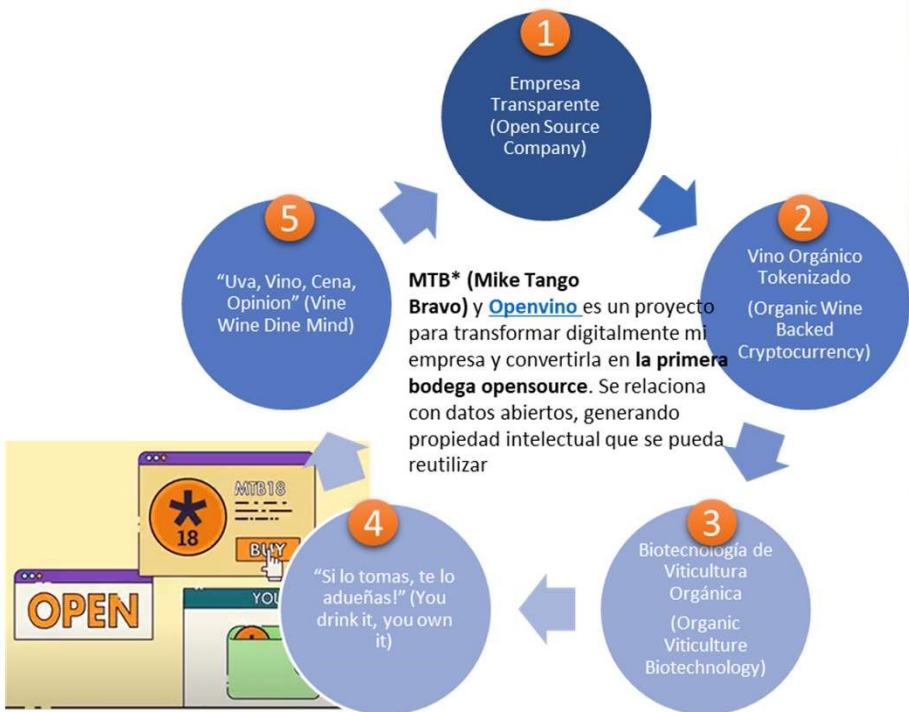 1
Empresa
Transparente
(Open Source
Company)
2
Vino Orgánico
Tokenizado
(Organic Wine
Backed
Cryptocurrency)
3
Biotecnología de
Viticultura
Orgánica
(Organic
Viticulture
Biotechnology)
4
“Si lo tomas, te lo
adueñas!” (You
drink it, you own
it)
5
“Uva, Vino, Cena,
Opinion” (Vine
Wine Dine Mind)
MTB* (Mike Tango
Bravo) y Openvino es un proyecto
para transformar digitalmente mi
empresa y convertirla en la primera
bodega opensource. Se relaciona
con datos abiertos, generando
propiedad intelectual que se pueda
reutilizar
MTB18
18
BUY
OPEN
YOU